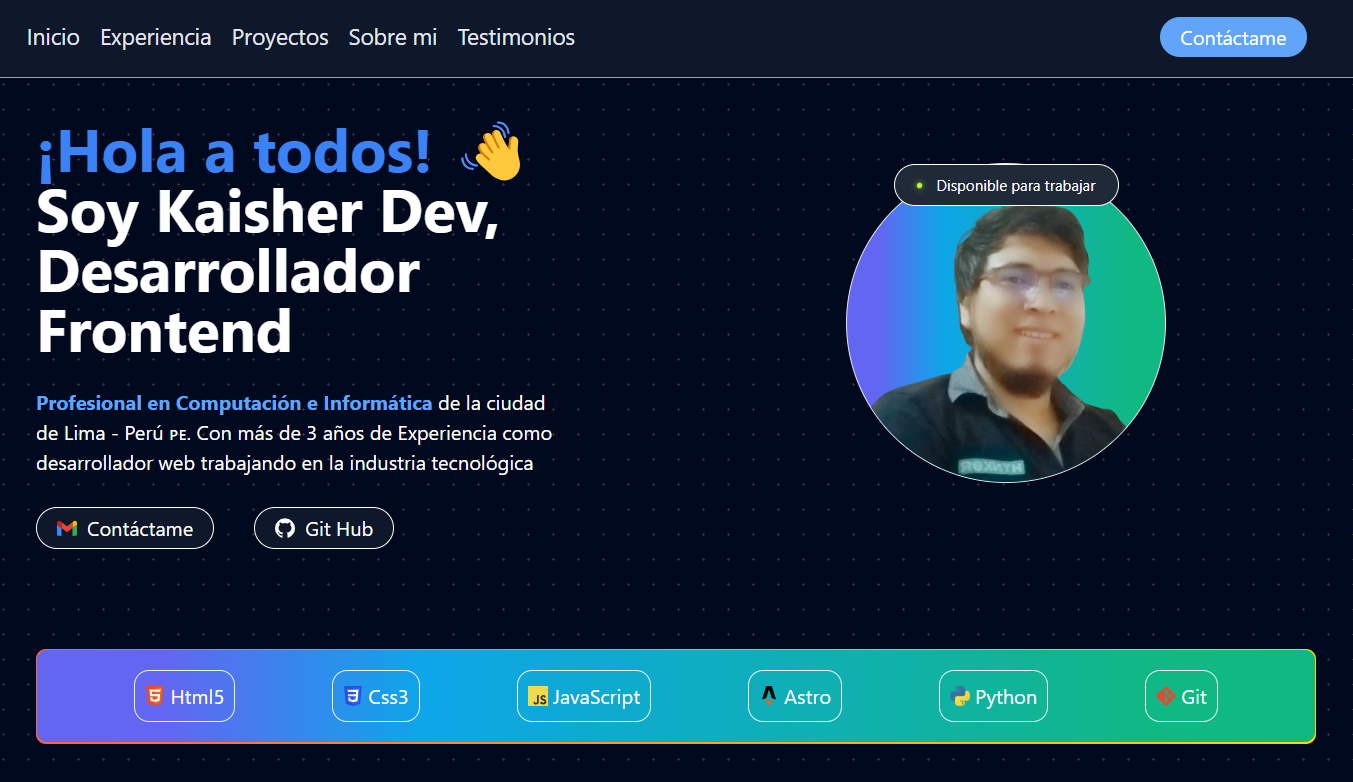 Inicio Experiencia Proyectos Sobre mi Testimonios Contáctame
¡Hola a todos! 👋
Soy Kaisher Dev,
Desarrollador
Frontend
Disponible para trabajar
Profesional en Computación e Informática de la ciudad
de Lima - Perú PE. Con más de 3 años de Experiencia como
desarrollador web trabajando en la industria tecnológica
Contáctame Git Hub
Html5 Css3 JS JavaScript Astro Python Git